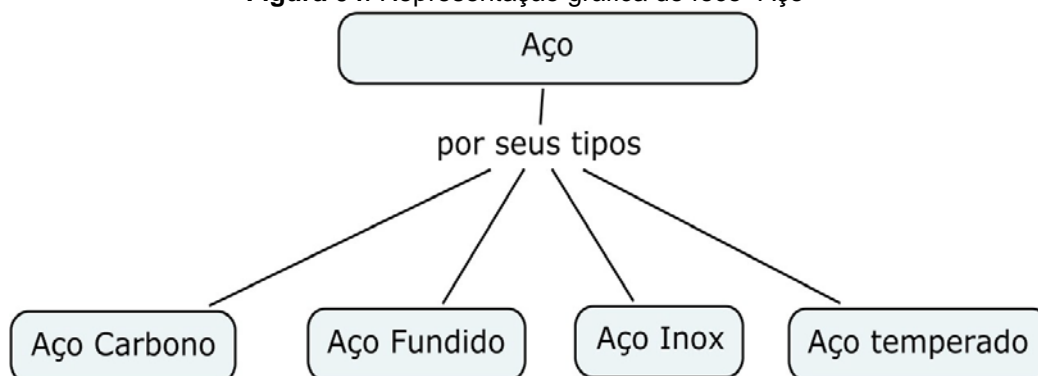 Aço
por seus tipos
Aço Carbono
Aço Fundido
Aço Inox
Aço temperado